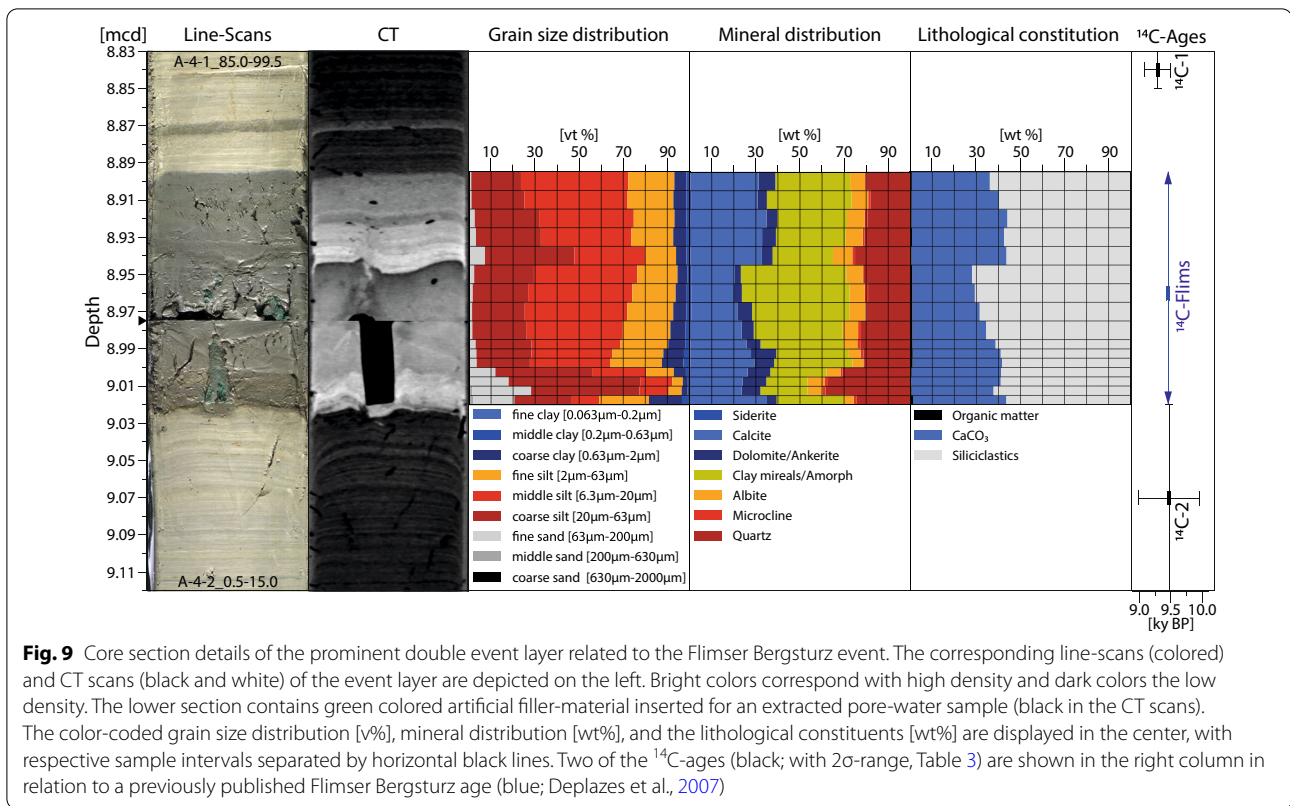 [mcd] Line-Scans CT Grain size distribution Mineral distribution Lithological constitution ¹⁴C-Ages
8.83
A-4-1_85.0-99.5
¹⁴C-1
8.85
8.87
[vt %] [wt %] [wt %]
10 30 50 70 90 10 30 50 70 90 10 30 50 70 90
8.89
8.91
8.93
8.95
8.97
Depth
¹⁴C-Flims
8.99
9.01
9.03
9.05
9.07
9.09
9.11
fine clay [0.063µm-0.2µm]
middle clay [0.2µm-0.63µm]
coarse clay [0.63µm-2µm]
fine silt [2µm-63µm]
middle silt [6.3µm-20µm]
coarse silt [20µm-63µm]
fine sand [63µm-200µm]
middle sand [200µm-630µm]
coarse sand [630µm-2000µm]
Siderite
Calcite
Dolomite/Ankerite
Clay mireals/Amorph
Albite
Microcline
Quartz
Organic matter
CaCO₃
Siliciclastics
¹⁴C-2
A-4-2_0.5-15.0
9.0 9.5 10.0
[ky BP]
Fig. 9 Core section details of the prominent double event layer related to the Flimser Bergsturz event. The corresponding line-scans (colored)
and CT scans (black and white) of the event layer are depicted on the left. Bright colors correspond with high density and dark colors the low
density. The lower section contains green colored artificial filler-material inserted for an extracted pore-water sample (black in the CT scans).
The color-coded grain size distribution [v%], mineral distribution [wt%], and the lithological constituents [wt%] are displayed in the center, with
respective sample intervals separated by horizontal black lines. Two of the ¹⁴C-ages (black; with 2σ-range, Table 3) are shown in the right column in
relation to a previously published Flimser Bergsturz age (blue; Deplazes et al., 2007)